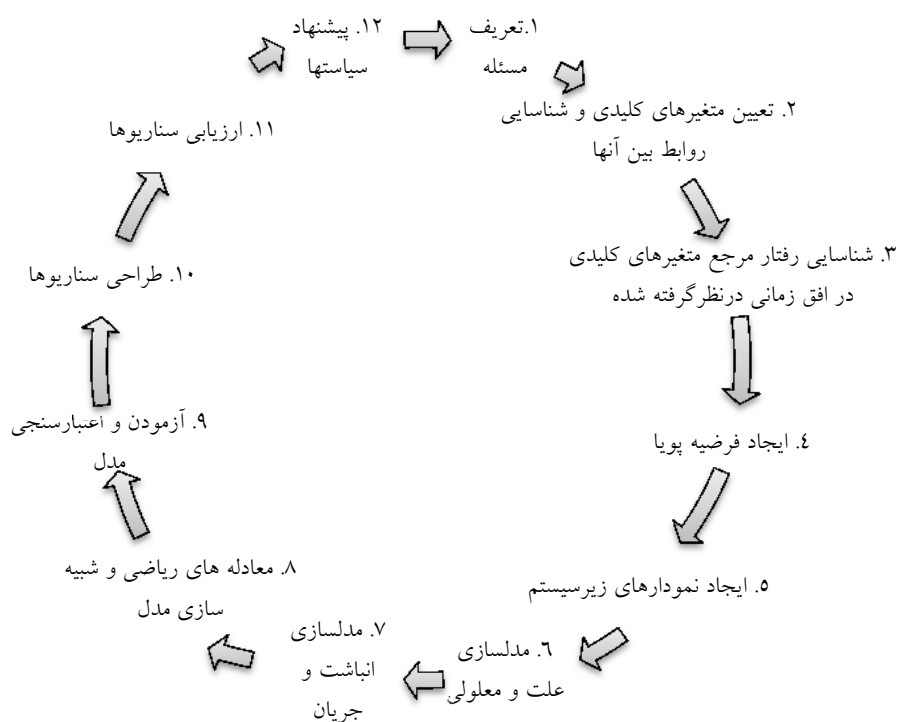 ۱.تعریف
مسئله
۲. تعیین متغیرهای کلیدی و شناسایی
روابط بین آنها
۳. شناسایی رفتار مرجع متغیرهای کلیدی
در افق زمانی درنظرگرفته شده
٤. ایجاد فرضیه پویا
٥. ایجاد نمودارهای زیرسیستم
٦. مدلسازی
علت و معلولی
۷. مدلسازی
انباشت و
جریان
۸. معادله های ریاضی و شبیه
سازی مدل
۹. آزمودن و اعتبارسنجی
مدل
۱۰. طراحی سناریوها
۱۱. ارزیابی سناریوها
۱۲. پیشنهاد
سیاستها